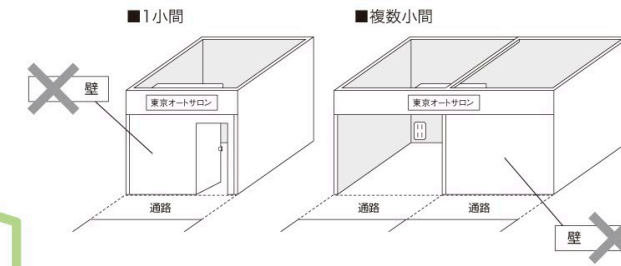 ■1小間
■複数小間
壁
東京オートサロン
東京オートサロン
通路
通路
通路
壁